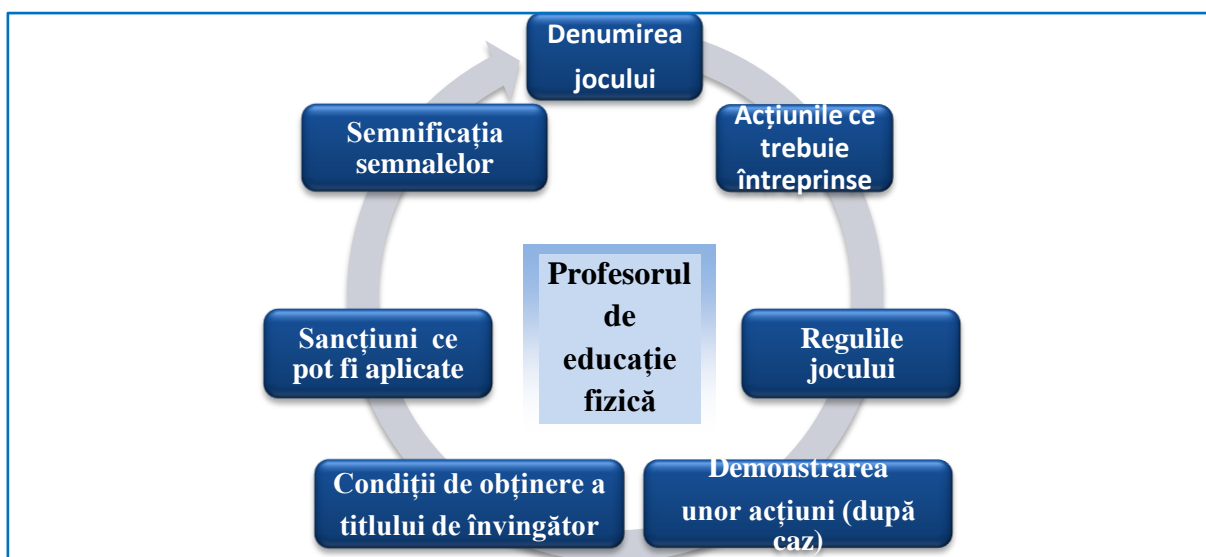 Denumirea
jocului
Acțiunile ce
trebuie
întreprinse
Regulile
jocului
Demonstrarea
unor acțiuni (după
caz)
Condiții de obținere a
titlului de învingător
Sancțiuni ce
pot fi aplicate
Semnificația
semnalelor
Profesorul
de
educație
fizică